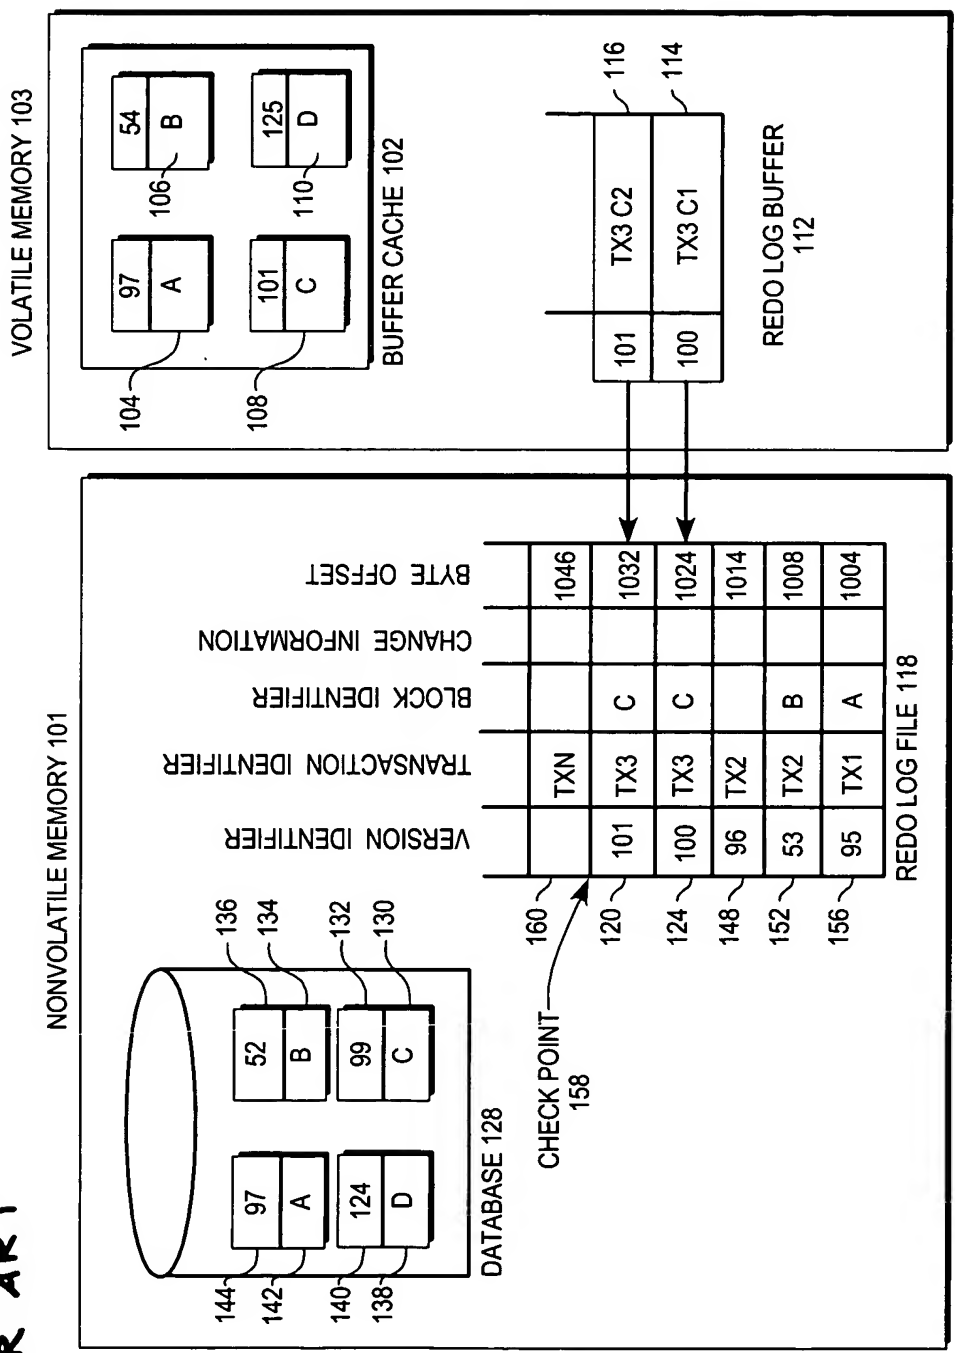 R ART
NONVOLATILE MEMORY 101
VOLATILE MEMORY 103
144
97
A
142
52
B
136
134
140
124
D
138
99
C
132
130
DATABASE 128
CHECK POINT
158
VERSION IDENTIFIER
TRANSACTION IDENTIFIER
BLOCK IDENTIFIER
CHANGE INFORMATION
BYTE OFFSET
160 TXN 1046
120 101 TX3 C 1032
124 100 TX3 C 1024
148 96 TX2 1014
152 53 TX2 B 1008
156 95 TX1 A 1004
REDO LOG FILE 118
104
97
A
106
54
B
108
101
C
110
125
D
BUFFER CACHE 102
101 TX3 C2 116
100 TX3 C1 114
REDO LOG BUFFER
112